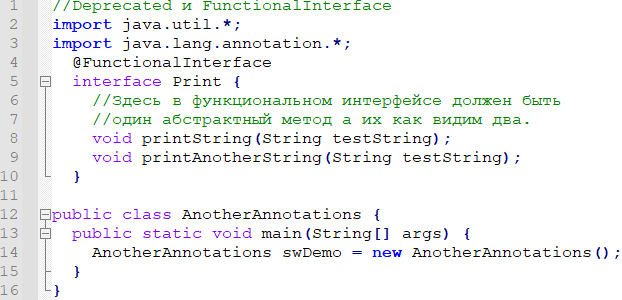 1 //Deprecated и FunctionalInterface
2 import java.util.*;
3 import java.lang.annotation.*;
4 @FunctionalInterface
5 interface Print {
6 //Здесь в функциональном интерфейсе должен быть
7 //один абстрактный метод а их как видим два.
8 void printString(String testString);
9 void printAnotherString(String testString);
10 }
11
12 public class AnotherAnnotations {
13 public static void main(String[] args) {
14 AnotherAnnotations swDemo = new AnotherAnnotations();
15 }
16 }